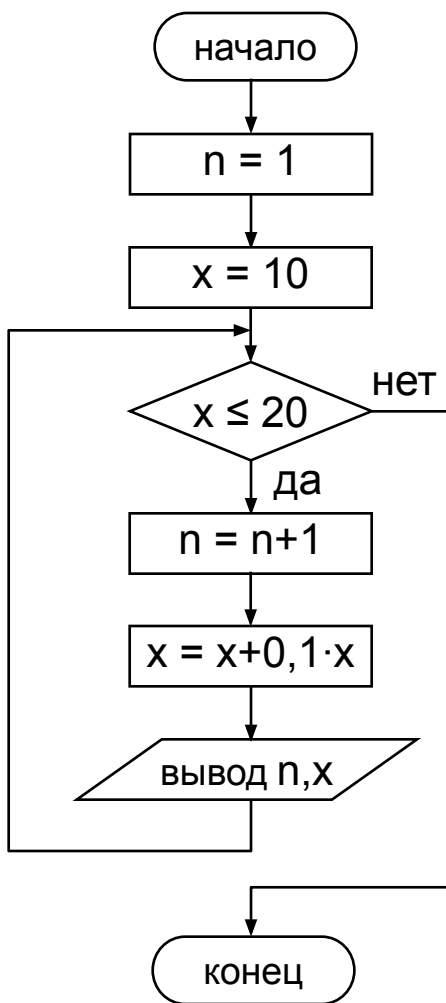 начало
n = 1
x = 10
x ≤ 20
нет
да
n = n+1
x = x+0,1·x
вывод n,x
конец